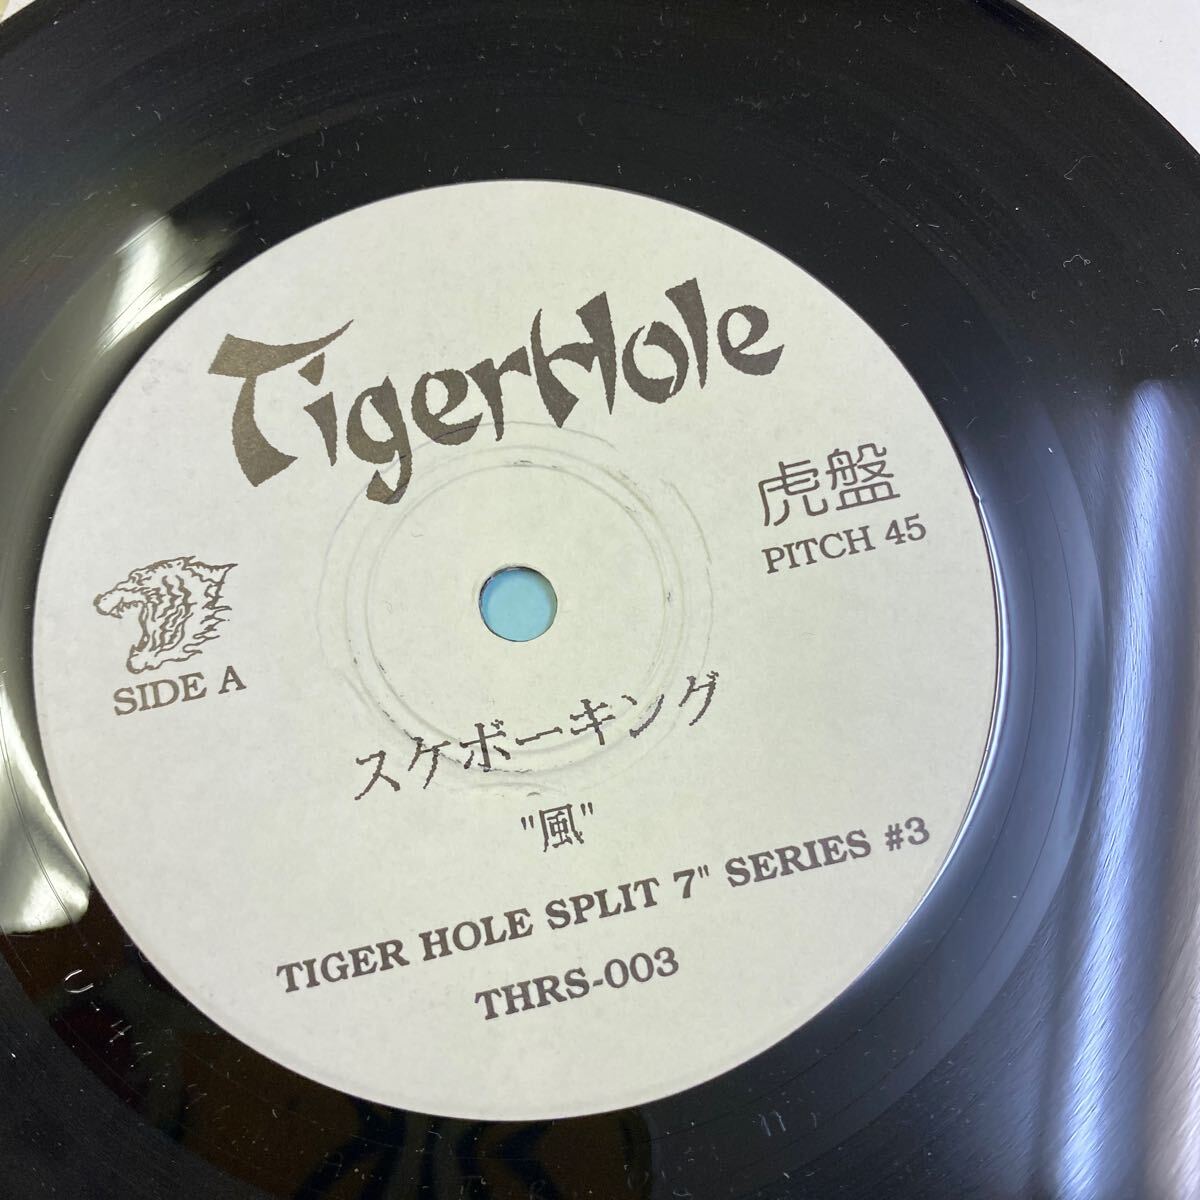 TigerHole
虎盤
PITCH 45
SIDE A
スケボーキング
"風"
TIGER HOLE SPLIT 7" SERIES #3
THRS-003